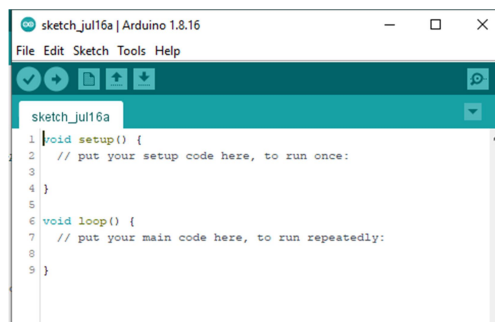 sketch_jul16a | Arduino 1.8.16
File Edit Sketch Tools Help
sketch_jul16a
1 void setup() {
2 // put your setup code here, to run once:
3
4 }
5
6 void loop() {
7 // put your main code here, to run repeatedly:
8
9 }